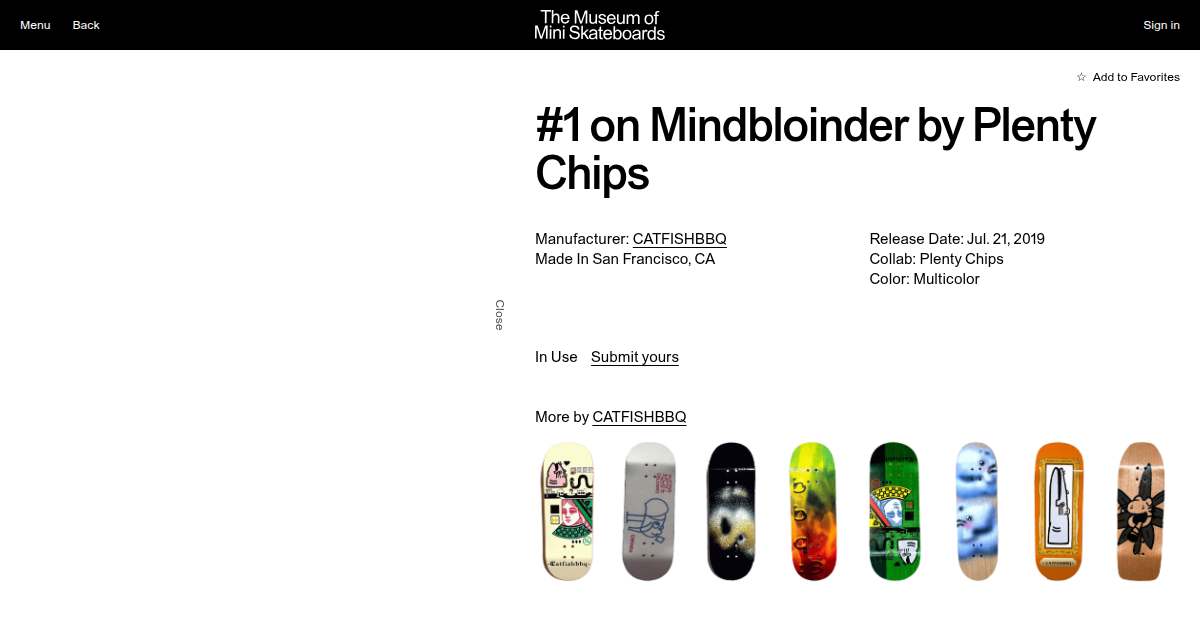 Menu
Back
The Museum of
Mini Skateboards
Sign in
☆ Add to Favorites
#1 on Mindbloinder by Plenty
Chips
Manufacturer: CATFISHBBQ
Made In San Francisco, CA
Release Date: Jul. 21, 2019
Collab: Plenty Chips
Color: Multicolor
Close
In Use
Submit yours
More by CATFISHBBQ
-Catfishbbq-